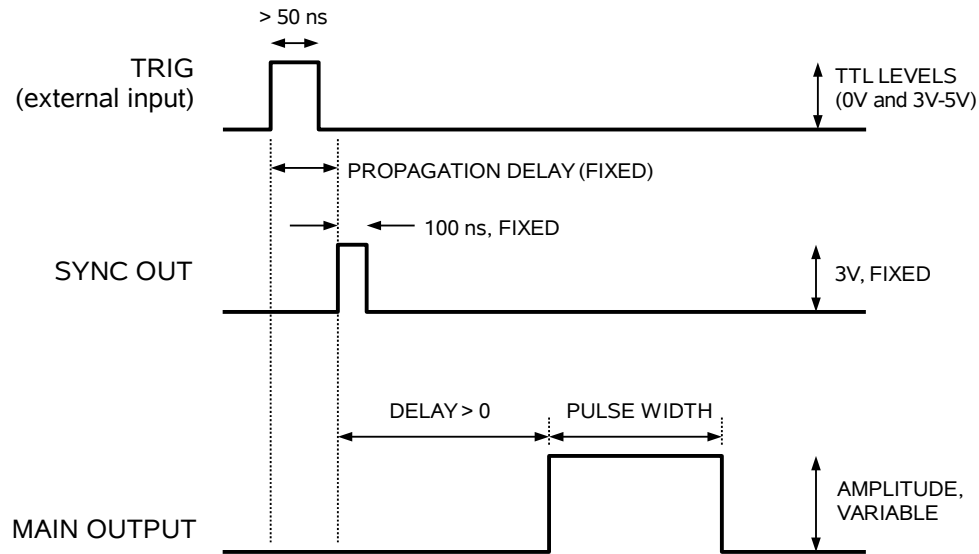 > 50 ns
TRIG
(external input)
TTL LEVELS
(0V and 3V-5V)
PROPAGATION DELAY (FIXED)
100 ns, FIXED
SYNC OUT
3V, FIXED
DELAY > 0
PULSE WIDTH
AMPLITUDE,
VARIABLE
MAIN OUTPUT